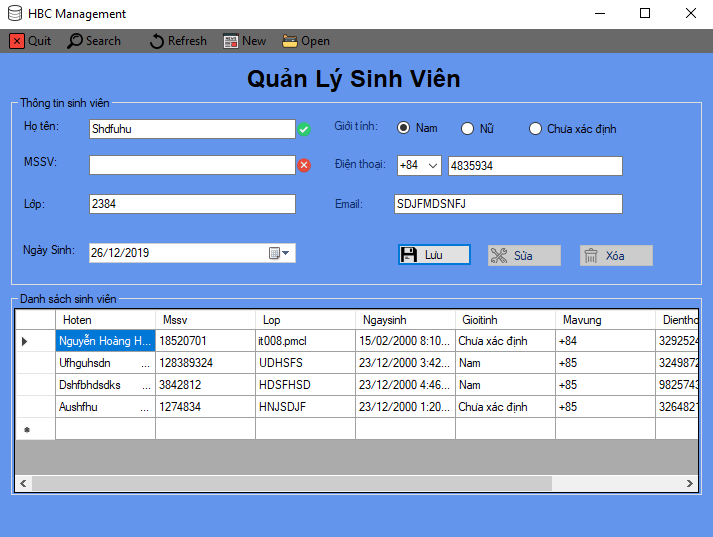 HBC Management
Quit Search Refresh New Open
Quản Lý Sinh Viên
Thông tin sinh viên
Họ tên: Shdfuhu Giới tính: Nam Nữ Chưa xác định
MSSV: Điện thoại: +84 4835934
Lớp: 2384 Email: SDJFMDSNFJ
Ngày Sinh: 26/12/2019 Lưu Sửa Xóa
Danh sách sinh viên
Hoten Mssv Lop Ngaysinh Gioitinh Mavung Dientho
Nguyễn Hoàng H... 18520701 it008.pmcl 15/02/2000 8:10... Chưa xác định +84 3292524
Ufhguhsdn ... 128389324 UDHSFS 23/12/2000 3:42... Nam +85 3249872
Dshfbhdsdks ... 3842812 HDSFHSD 23/12/2000 4:46... Nam +85 9825743
Aushfhu ... 1274834 HNJSDJF 23/12/2000 1:20... Chưa xác định +85 3264821